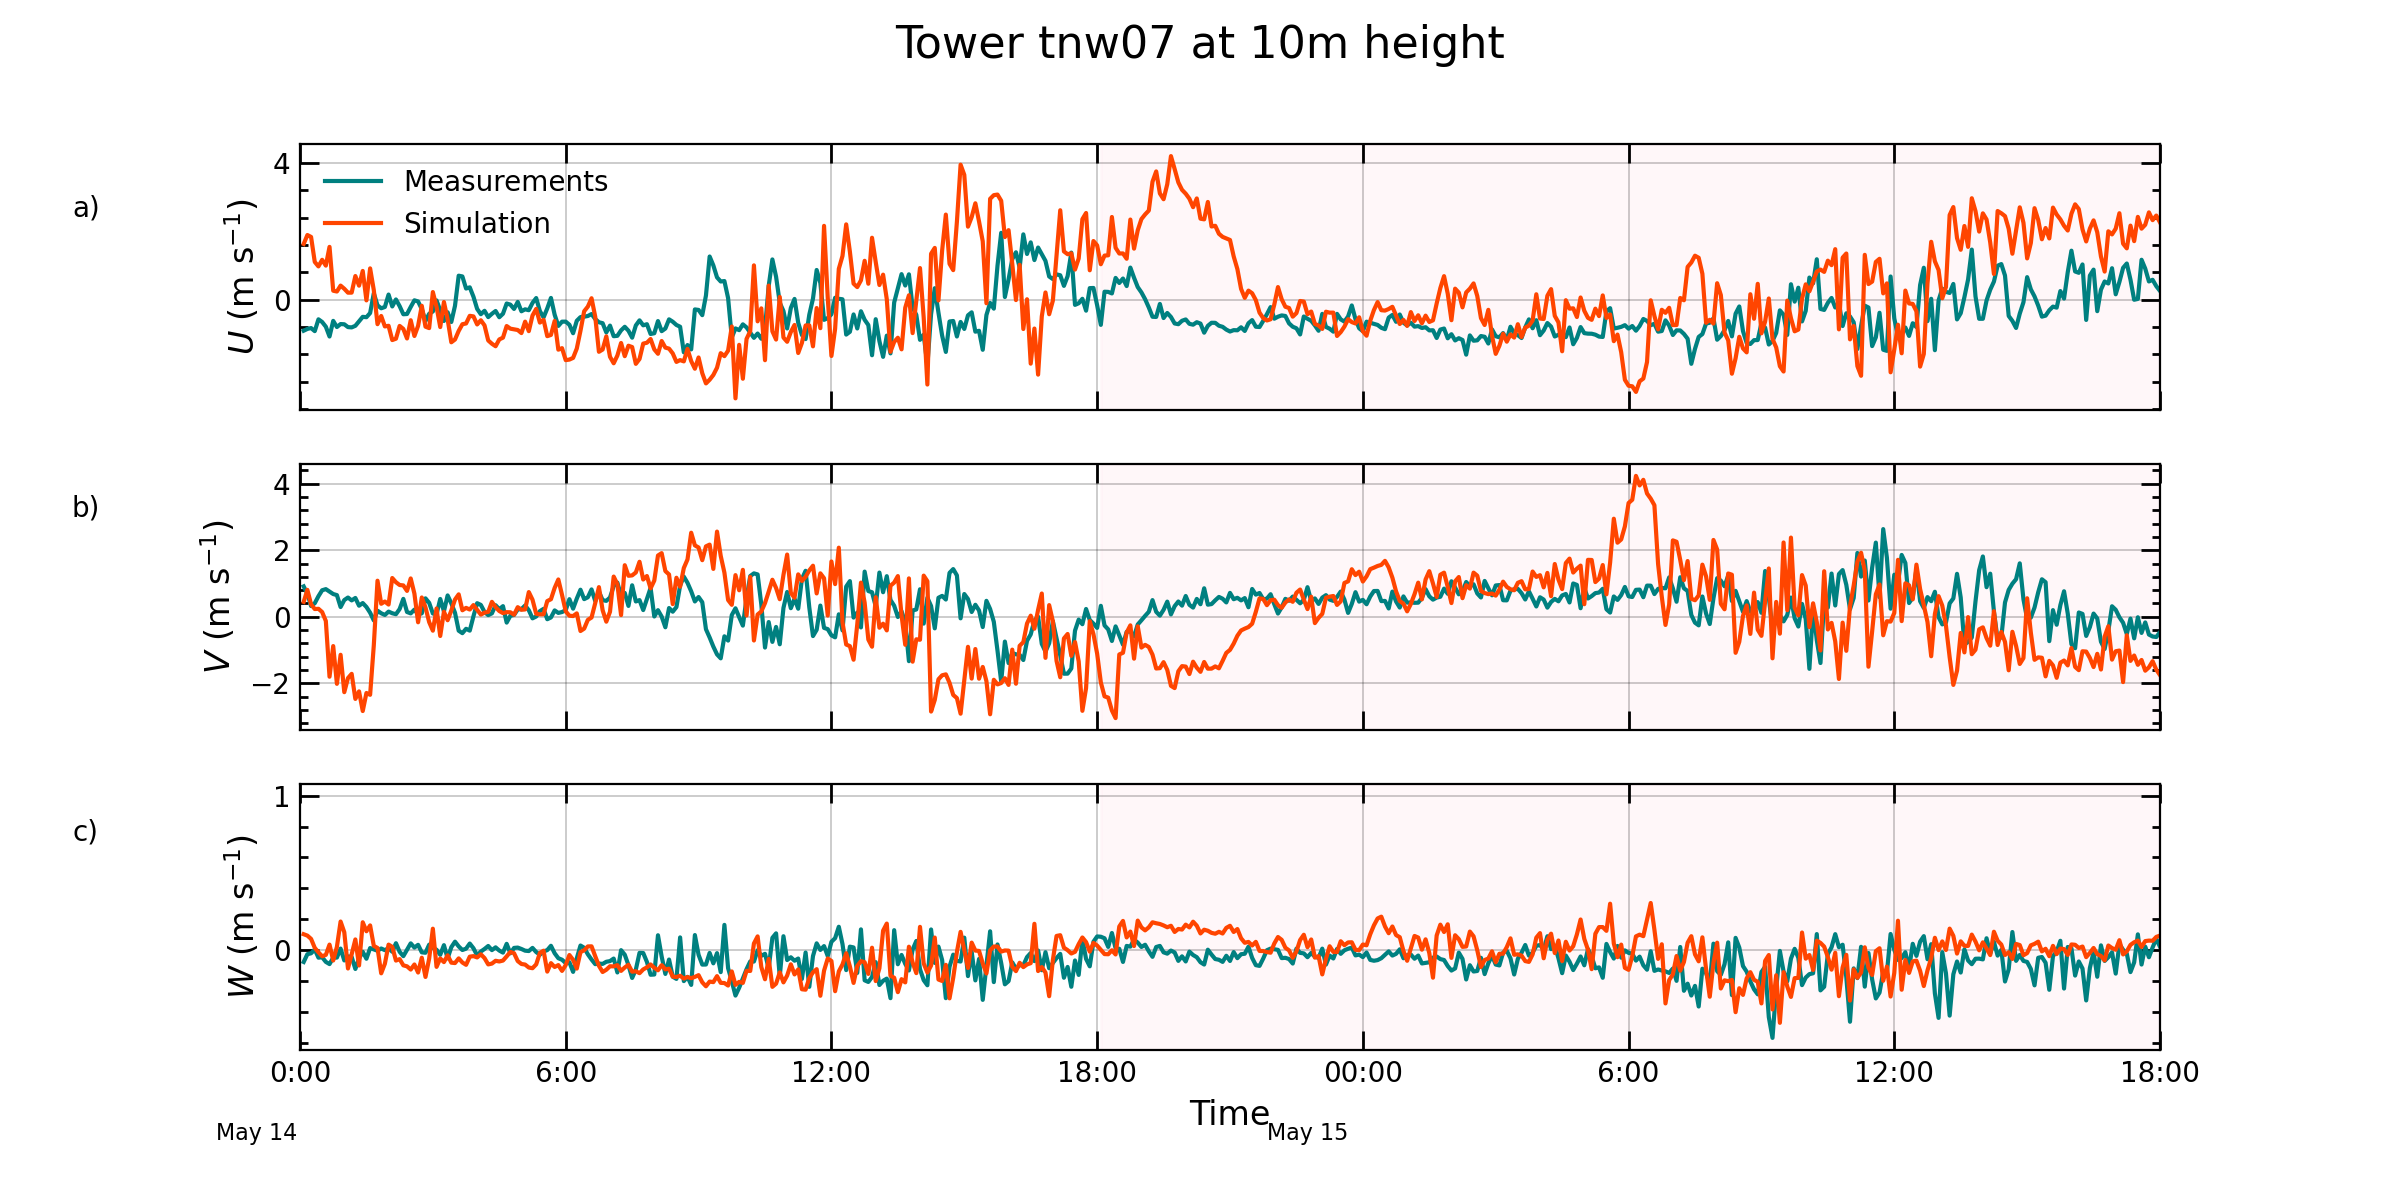 Tower tnw07 at 10m height
a)
U (m s⁻¹)
4
0
Measurements
Simulation
b)
V (m s⁻¹)
4
2
0
−2
c)
W (m s⁻¹)
1
0
0:00 6:00 12:00 18:00 00:00 6:00 12:00 18:00
Time
May 14 May 15